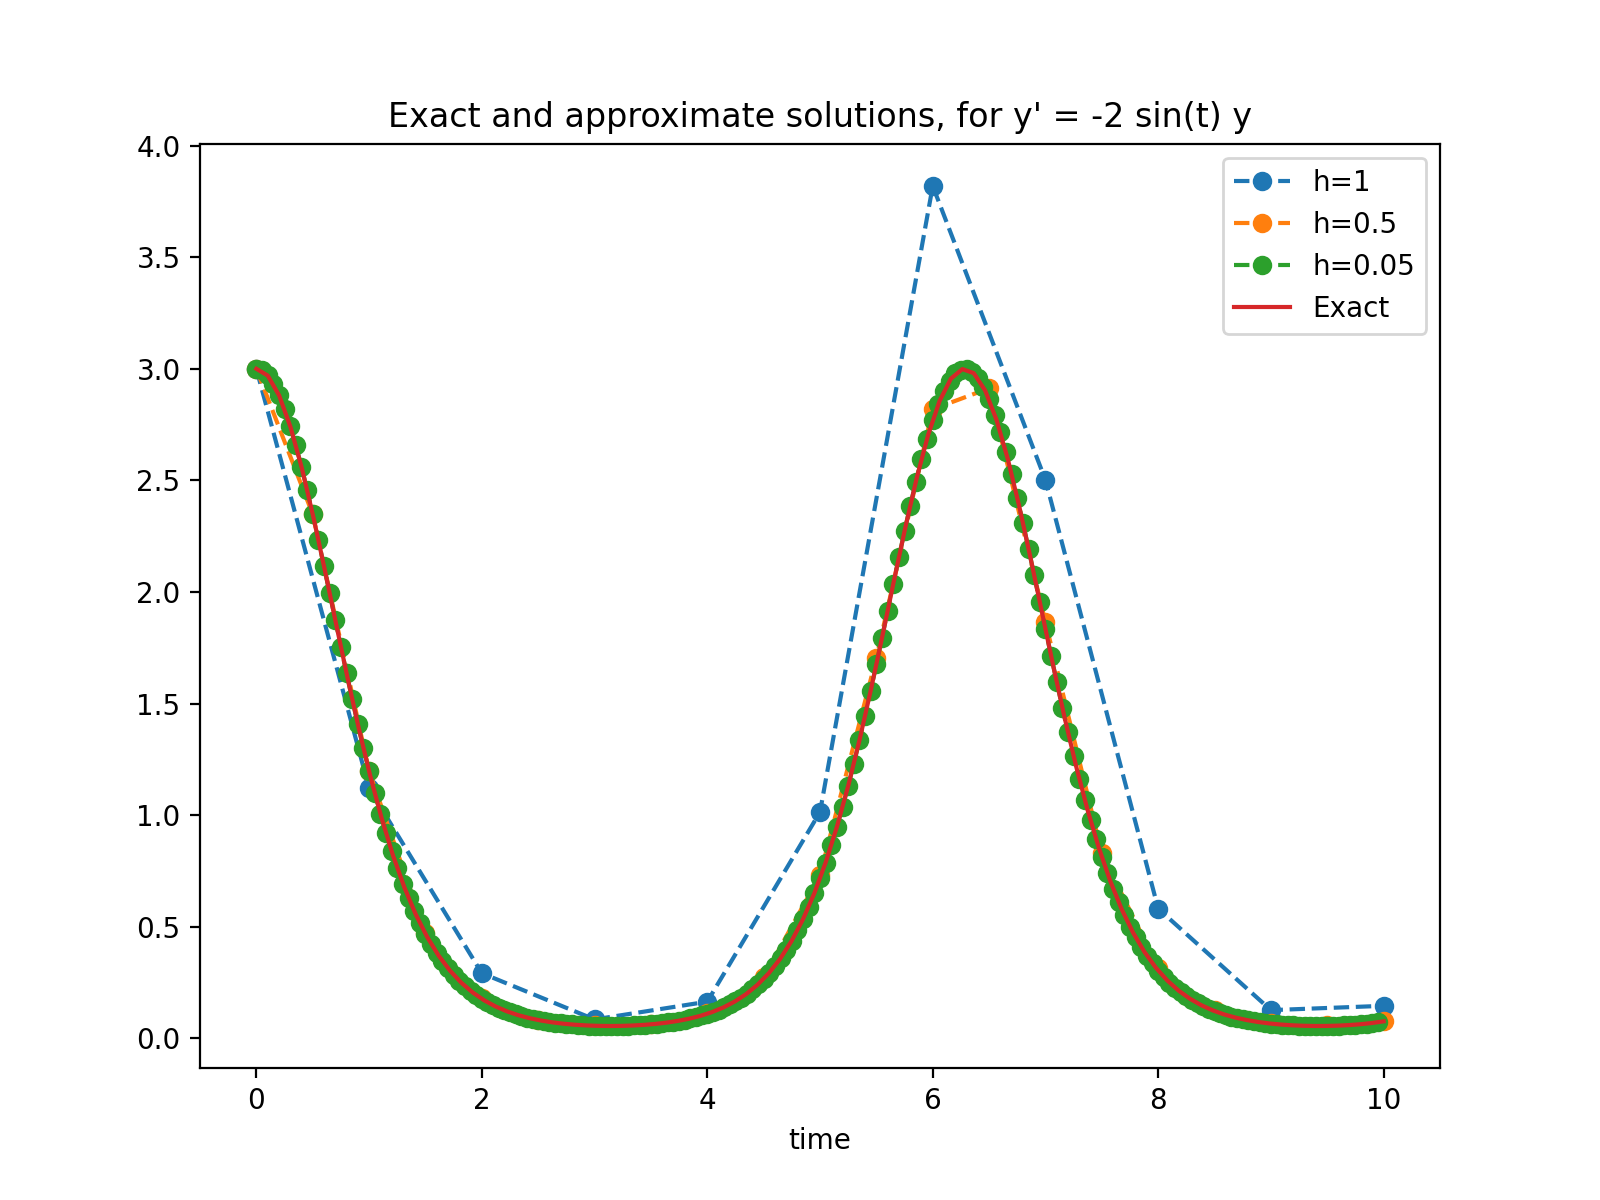 Exact and approximate solutions, for y' = -2 sin(t) y
4.0
3.5
3.0
2.5
2.0
1.5
1.0
0.5
0.0
h=1
h=0.5
h=0.05
Exact
0 2 4 6 8 10
time